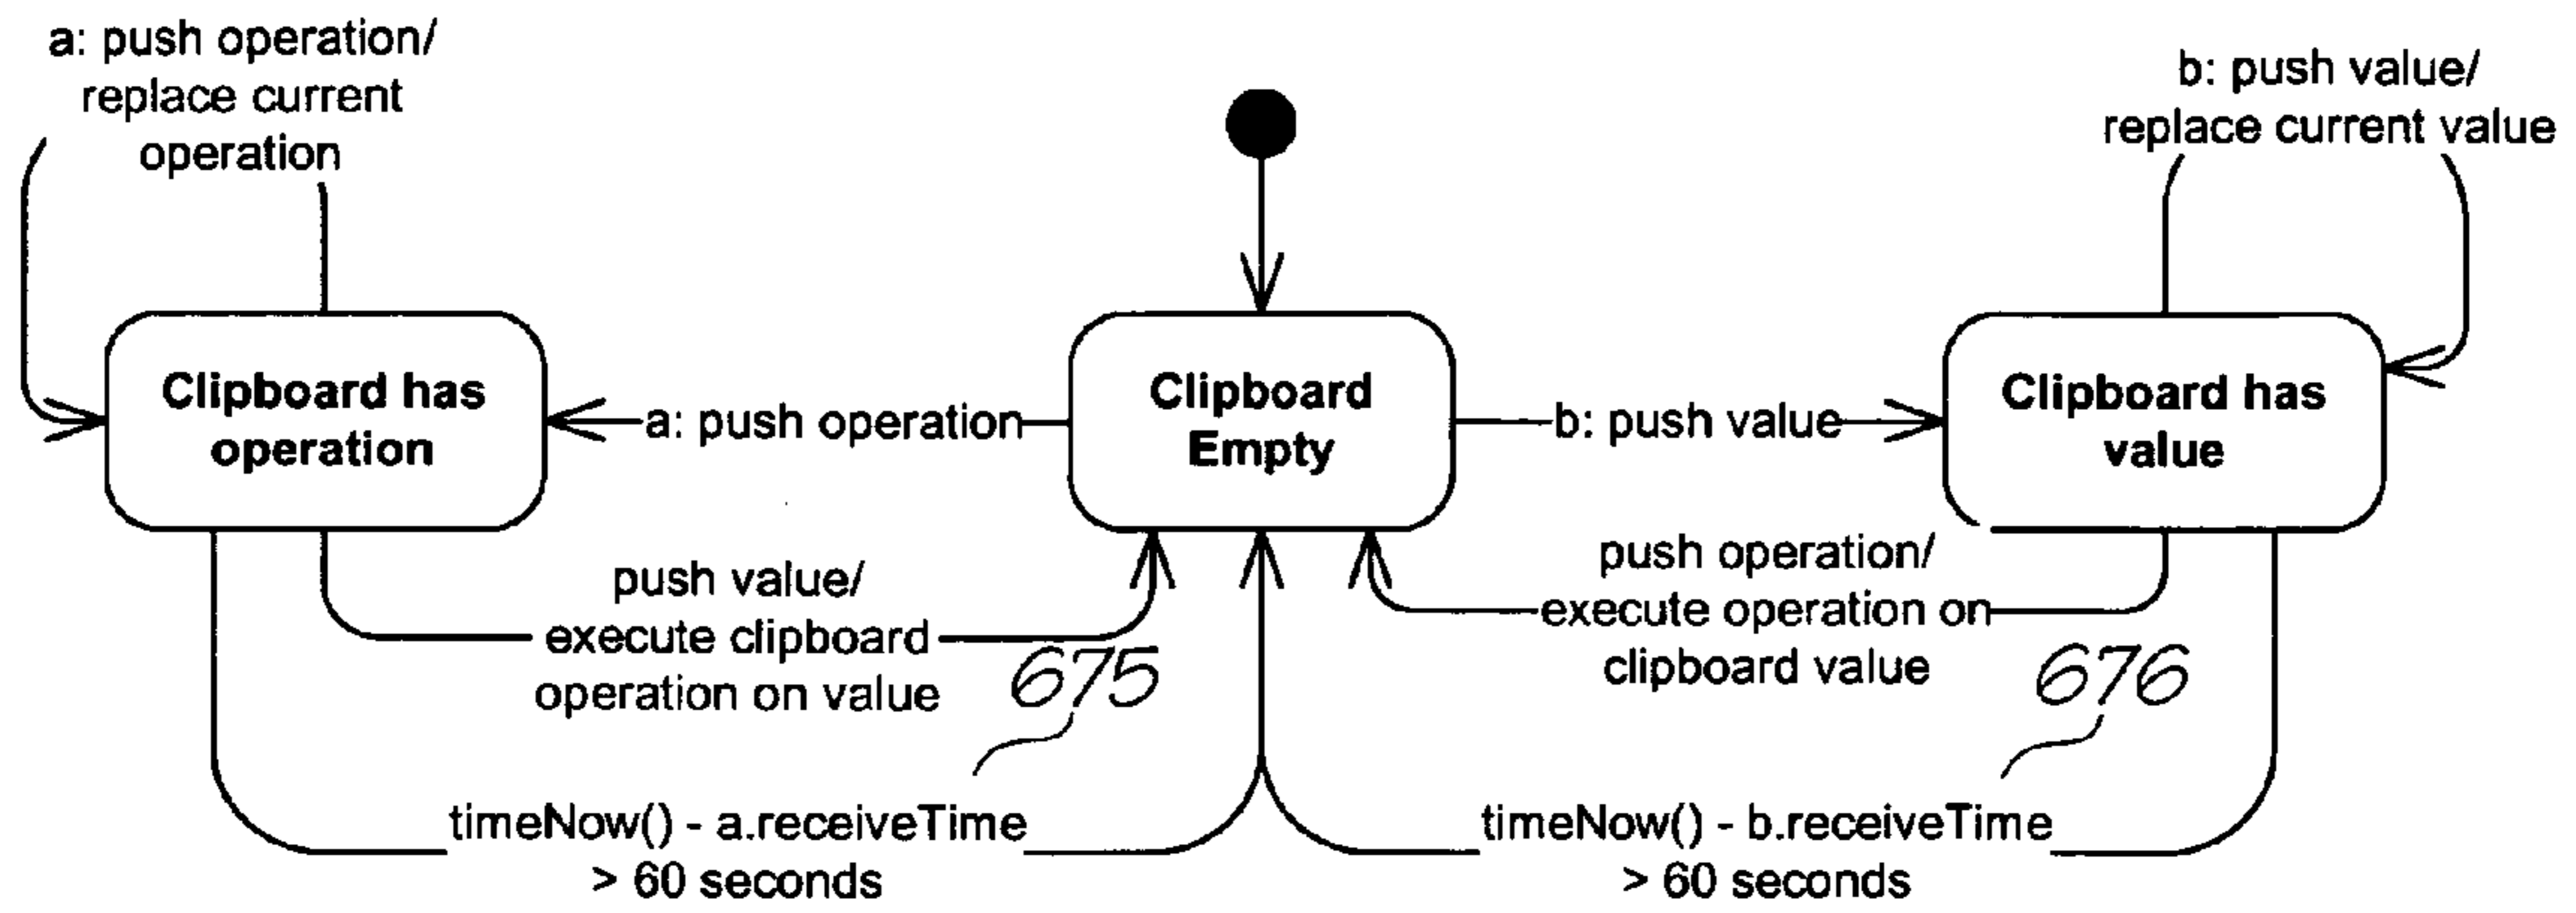 a: push operation/
replace current
operation
b: push value/
replace current value
Clipboard has
operation
a: push operation
Clipboard
Empty
b: push value
Clipboard has
value
push value/
execute clipboard
operation on value
675
push operation/
execute operation on
clipboard value
676
timeNow() - a.receiveTime
> 60 seconds
timeNow() - b.receiveTime
> 60 seconds